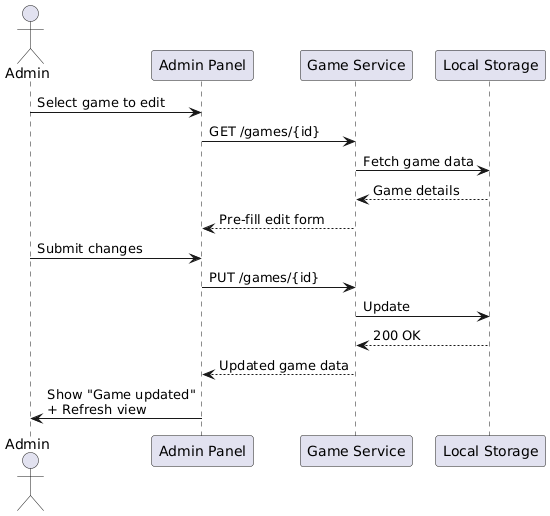 Admin
Admin Panel
Game Service
Local Storage
Select game to edit
GET /games/{id}
Fetch game data
Game details
Pre-fill edit form
Submit changes
PUT /games/{id}
Update
200 OK
Updated game data
Show "Game updated"
+ Refresh view
Admin
Admin Panel
Game Service
Local Storage